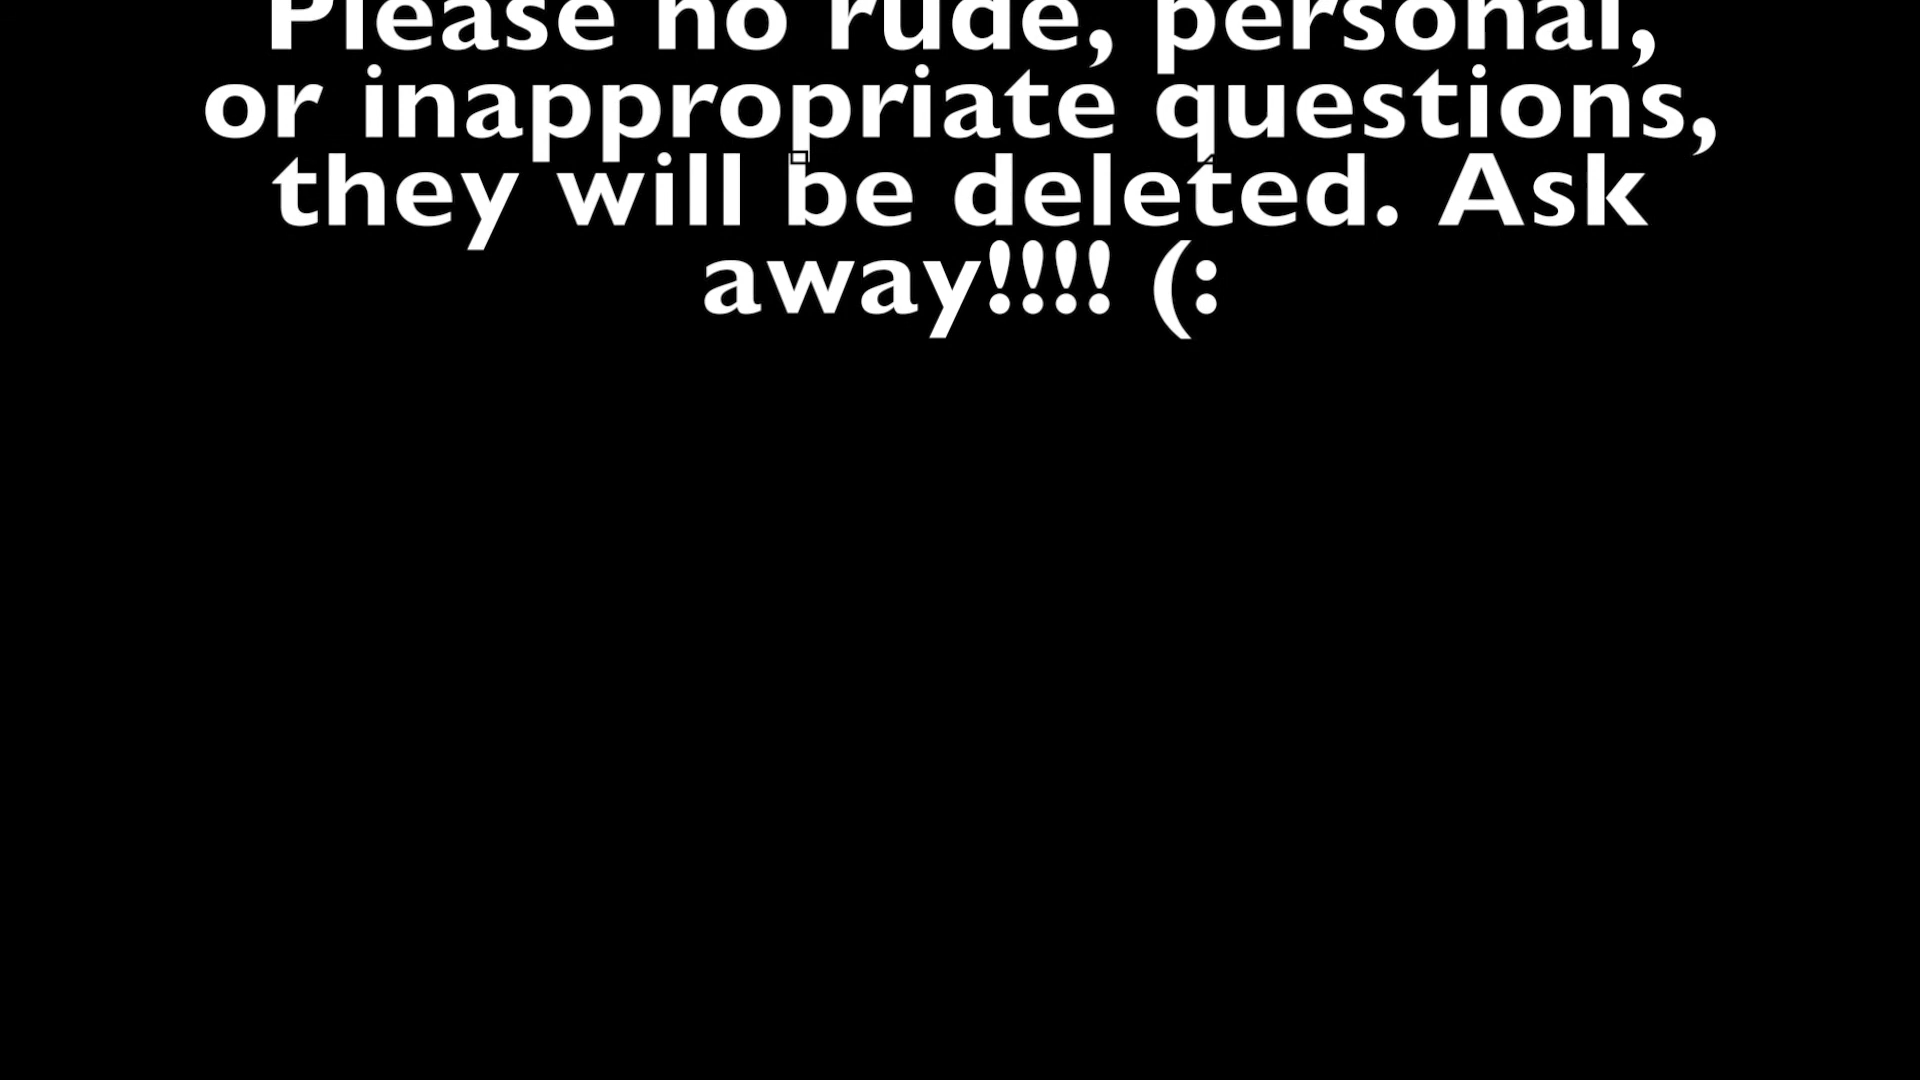 Please no rude, personal,
or inappropriate questions,
they will be deleted. Ask
away!!!! (: